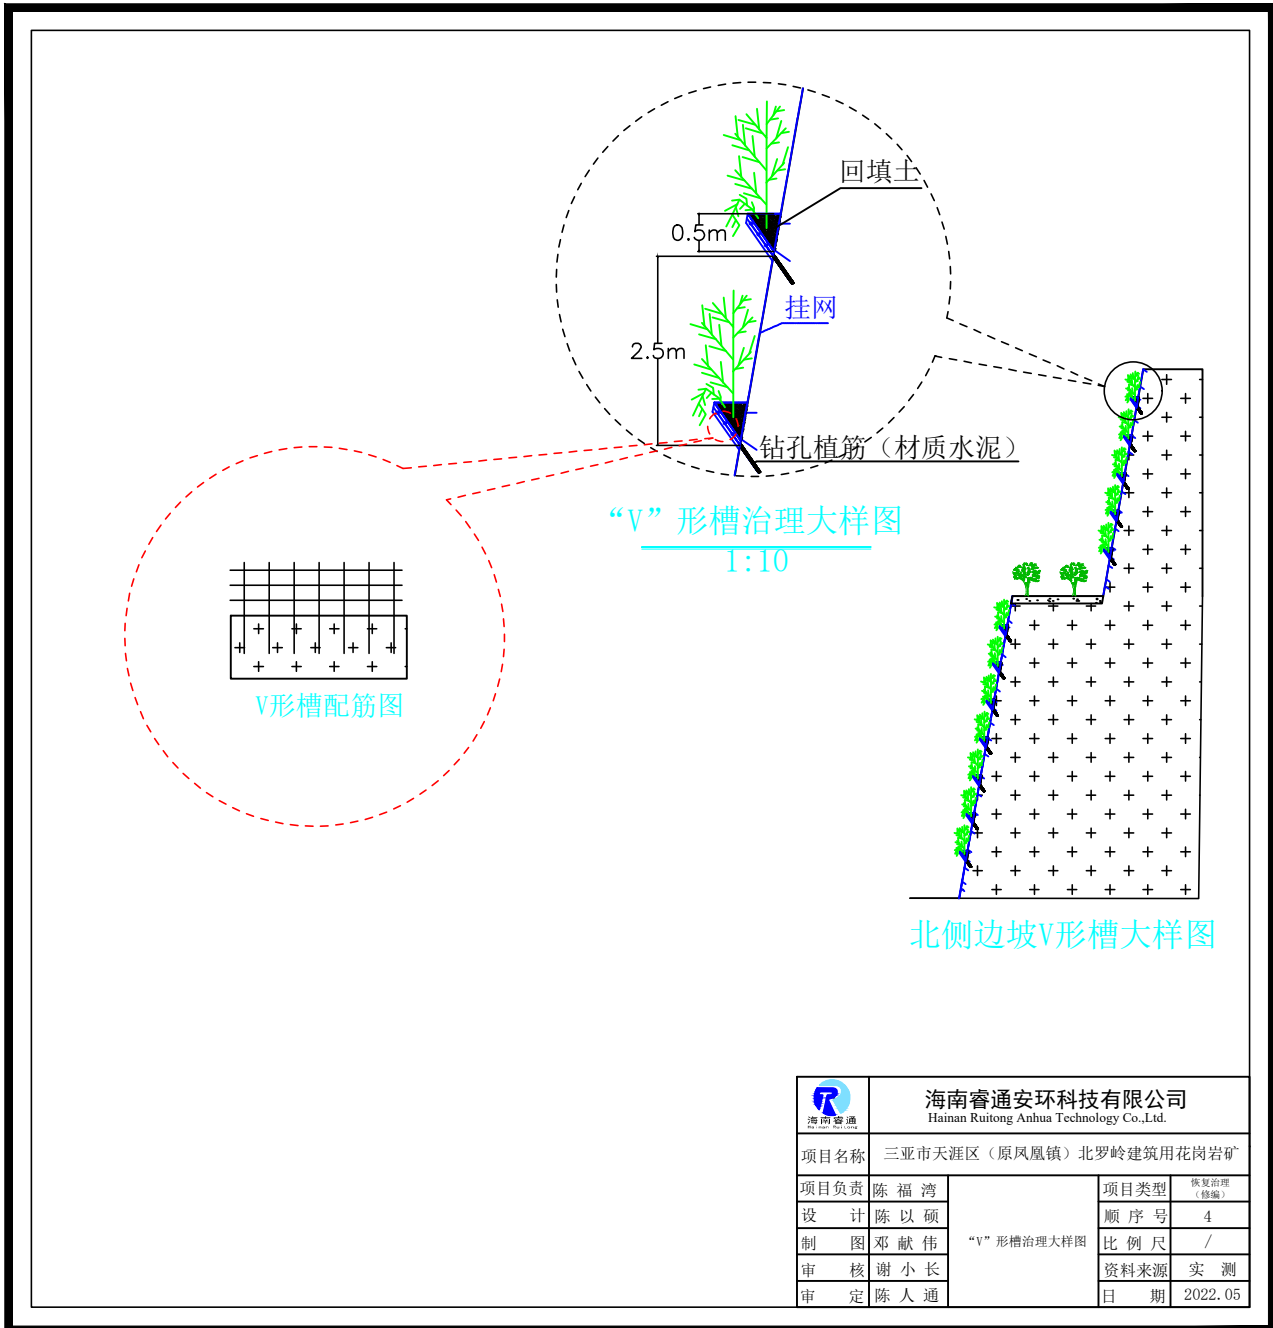 回填土
0.5m
挂网
2.5m
钻孔植筋（材质水泥）
“V”形槽治理大样图
1:10
V形槽配筋图
北侧边坡V形槽大样图
海南睿通
Hainan Ruitong
海南睿通安环科技有限公司
Hainan Ruitong Anhua Technology Co.,Ltd.
项目名称 三亚市天涯区（原凤凰镇）北罗岭建筑用花岗岩矿
项目负责 陈福湾 项目类型 恢复治理（修编）
设计 陈以硕 顺序号 4
制图 邓献伟 “V”形槽治理大样图 比例尺 /
审核 谢小长 资料来源 实测
审定 陈人通 日期 2022.05